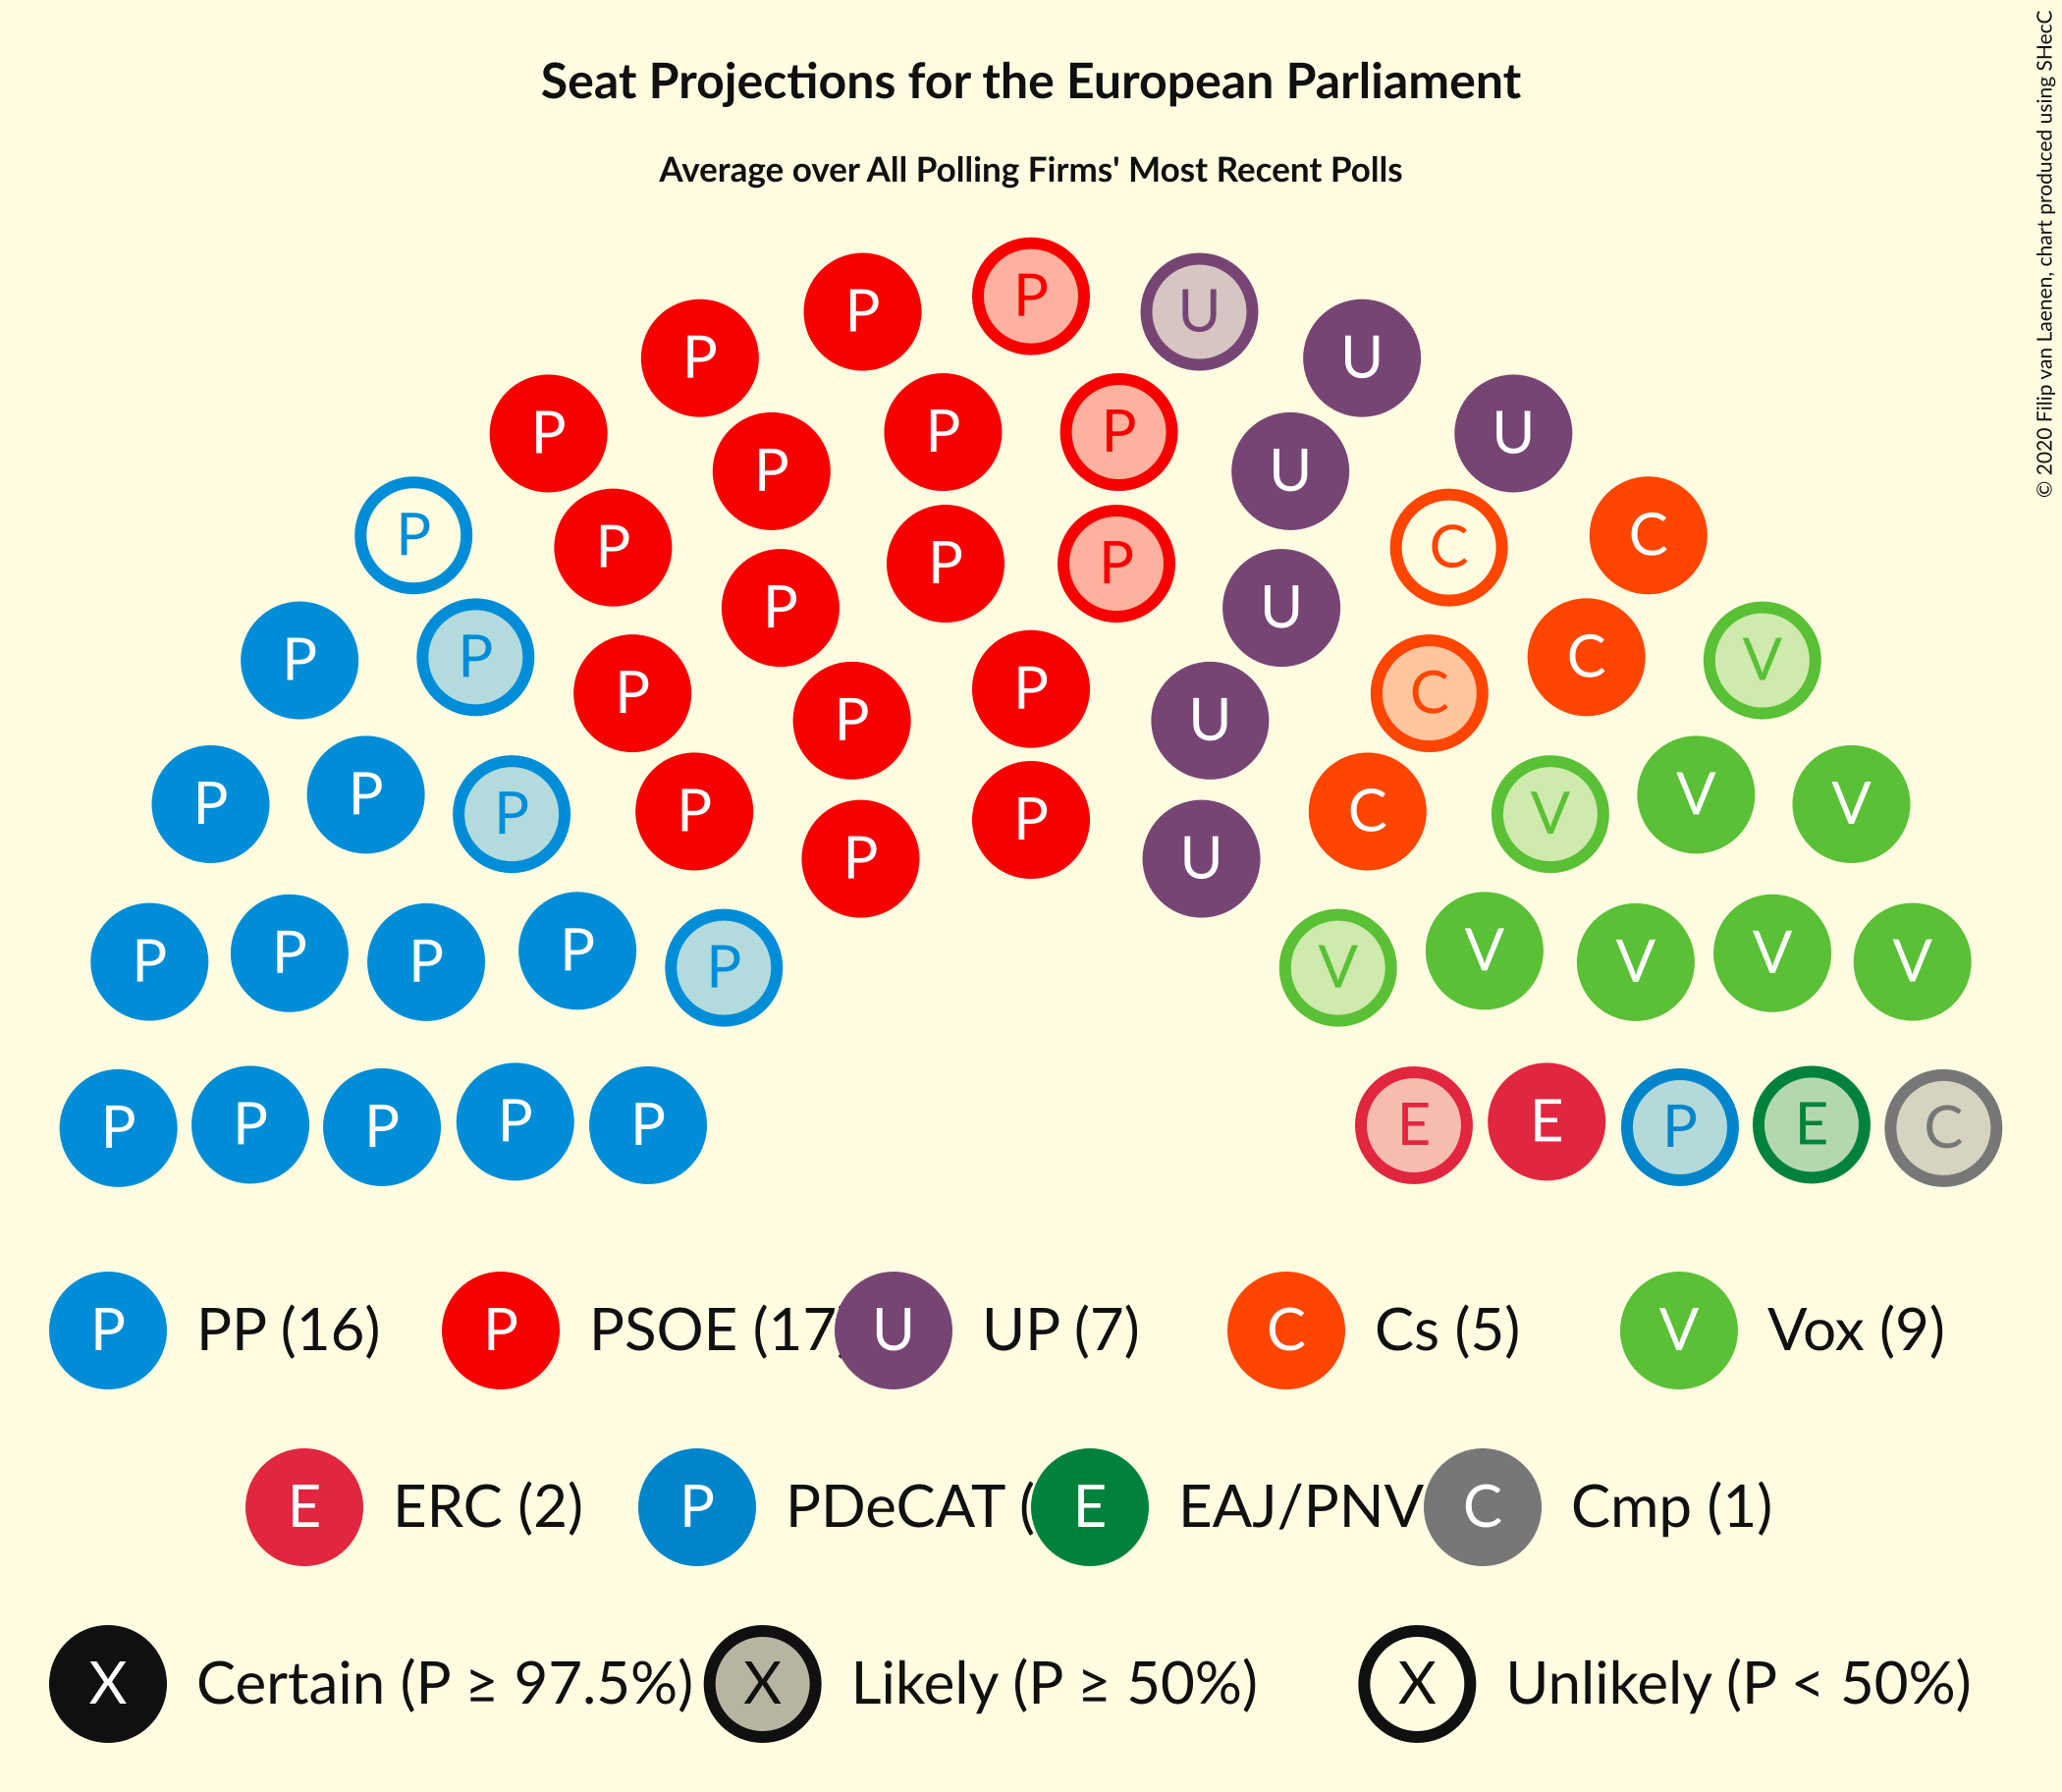 Seat Projections for the European Parliament
Average over All Polling Firms' Most Recent Polls
© 2020 Filip van Laenen, chart produced using SHecC
P
P U
P U
P P P U
P U
P C
P C
P P
P U
P P C V
P P C
P U
P P P P P C V V V
P U
P P P P P V V V V V
P P P P P E E P E C
P PP (16) P PSOE (17 U UP (7) C Cs (5) V Vox (9)
E ERC (2) P PDeCAT ( E EAJ/PNV C Cmp (1)
X Certain (P ≥ 97.5%) X Likely (P ≥ 50%) X Unlikely (P < 50%)